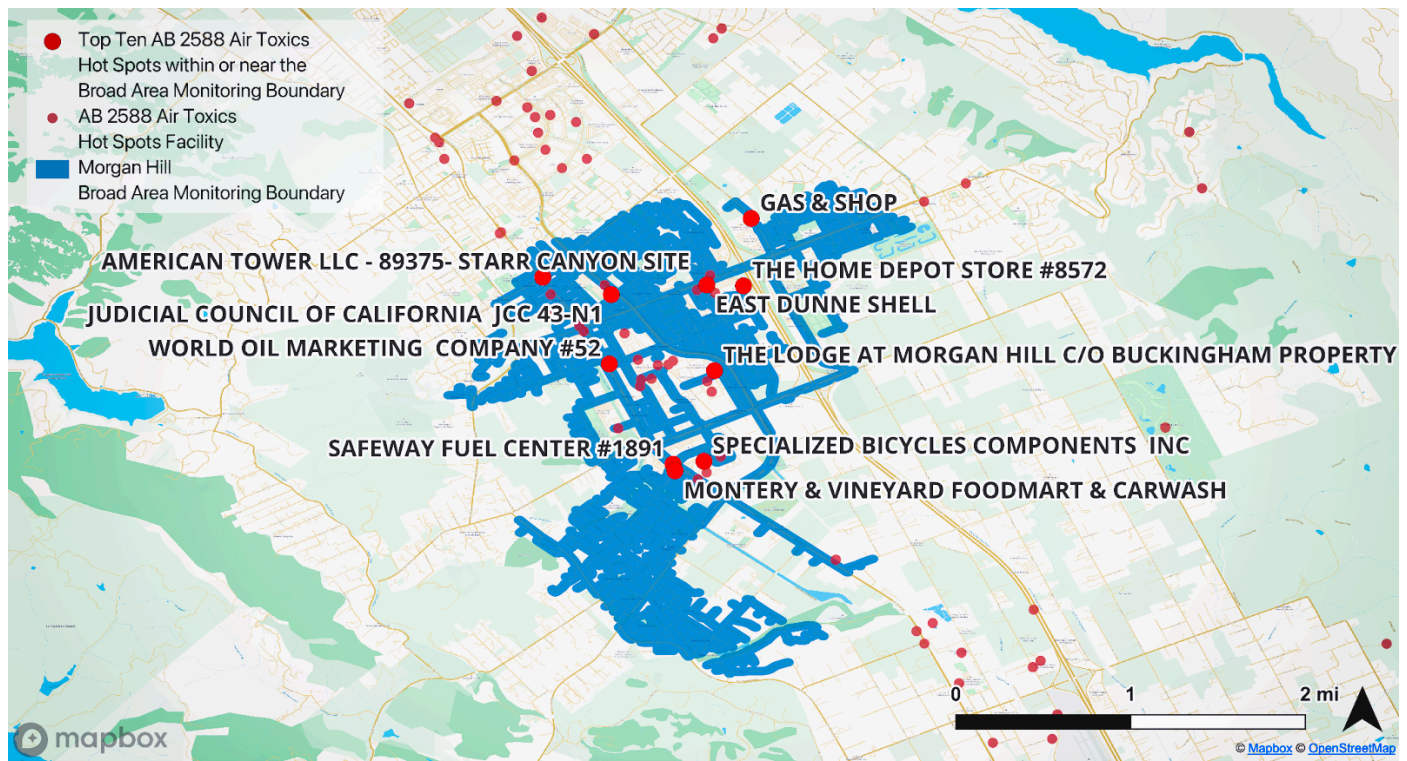 Top Ten AB 2588 Air Toxics
Hot Spots within or near the
Broad Area Monitoring Boundary
AB 2588 Air Toxics
Hot Spots Facility
Morgan Hill
Broad Area Monitoring Boundary
GAS & SHOP
AMERICAN TOWER LLC - 89375- STARR CANYON SITE
THE HOME DEPOT STORE #8572
EAST DUNNE SHELL
JUDICIAL COUNCIL OF CALIFORNIA JCC 43-N1
WORLD OIL MARKETING COMPANY #52
THE LODGE AT MORGAN HILL C/O BUCKINGHAM PROPERTY
SAFEWAY FUEL CENTER #1891
SPECIALIZED BICYCLES COMPONENTS INC
MONTERY & VINEYARD FOODMART & CARWASH
0 1 2 mi
mapbox
© Mapbox © OpenStreetMap